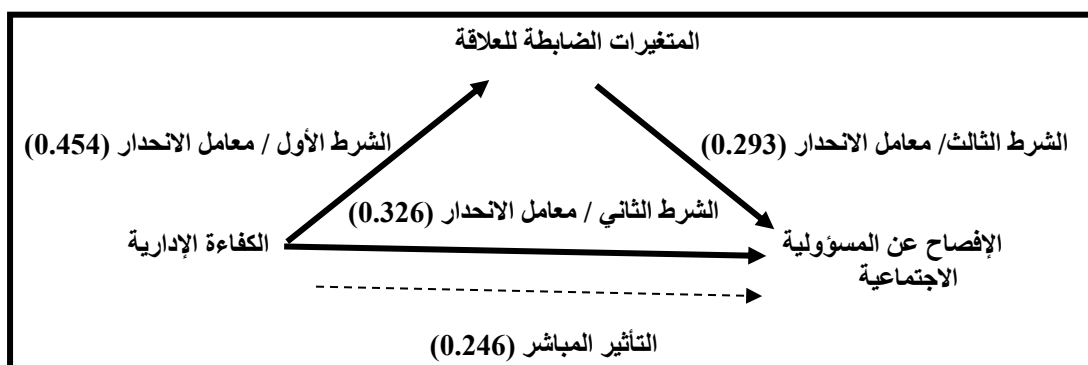 المتغيرات الضابطة للعلاقة
الشرط الأول / معامل الانحدار (0.454)
الشرط الثالث/ معامل الانحدار (0.293)
الشرط الثاني / معامل الانحدار (0.326)
الكفاءة الإدارية
الإفصاح عن المسؤولية
الاجتماعية
التأثير المباشر (0.246)